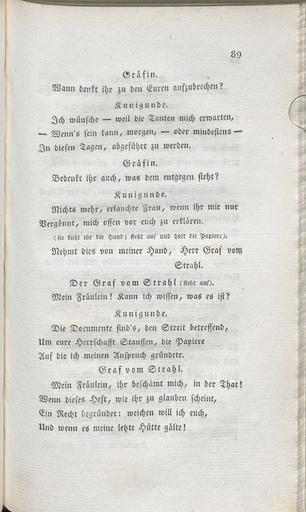 89
Gräfin.
Wann denkt ihr zu den Euren aufzubrechen?
Kunigunde.
Ich wünsche — weil die Tanten mich erwarten,
— Wenn's sein kann, morgen, — oder mindestens —
In diesen Tagen, abgeführt zu werden.
Gräfin.
Bedenkt ihr auch, was dem entgegen steht?
Kunigunde.
Nichts mehr, erlauchte Frau, wenn ihr mir nur
Vergönnt, mich offen vor euch zu erklären.
(sie küßt ihr die Hand; steht auf und holt die Papiere).
Nehmt dies von meiner Hand, Herr Graf vom
Strahl.
Der Graf vom Strahl (steht auf).
Mein Fräulein! Kann ich wissen, was es ist?
Kunigunde.
Die Documente sind's, den Streit betreffend,
Um eure Herrschafft Stauffen, die Papiere
Auf die ich meinen Anspruch gründete.
Graf vom Strahl.
Mein Fräulein, ihr beschämt mich, in der That!
Wenn dieses Heft, wie ihr zu glauben scheint,
Ein Recht begründet: weichen will ich euch,
Und wenn es meine letzte Hütte gälte!